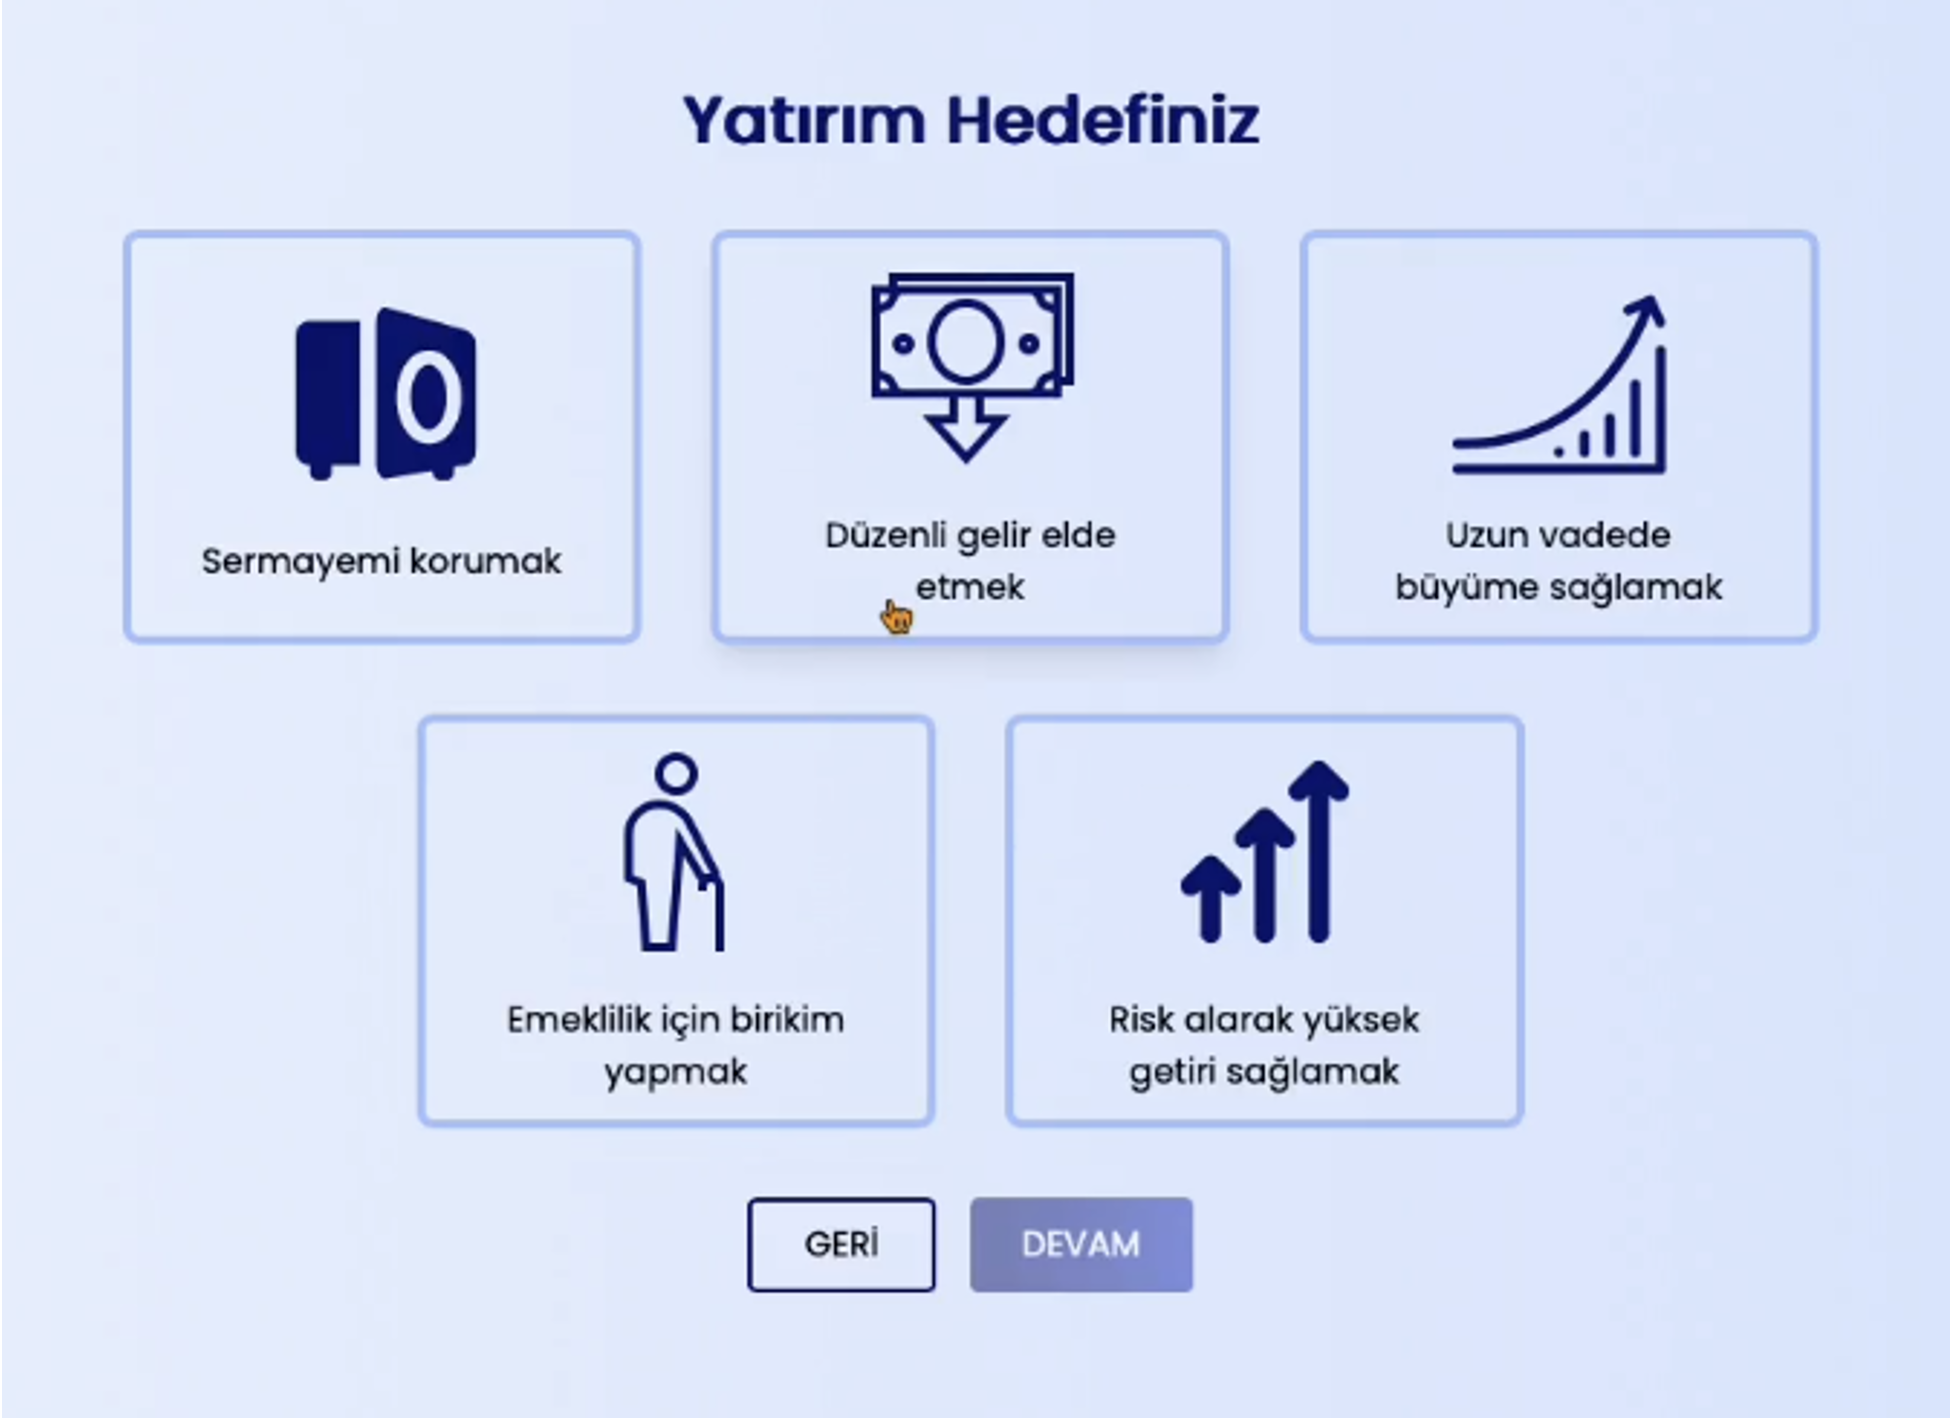 Yatırım Hedefiniz
Sermayemi korumak
Düzenli gelir elde
etmek
Uzun vadede
büyüme sağlamak
Emeklilik için birikim
yapmak
Risk alarak yüksek
getiri sağlamak
GERİ
DEVAM